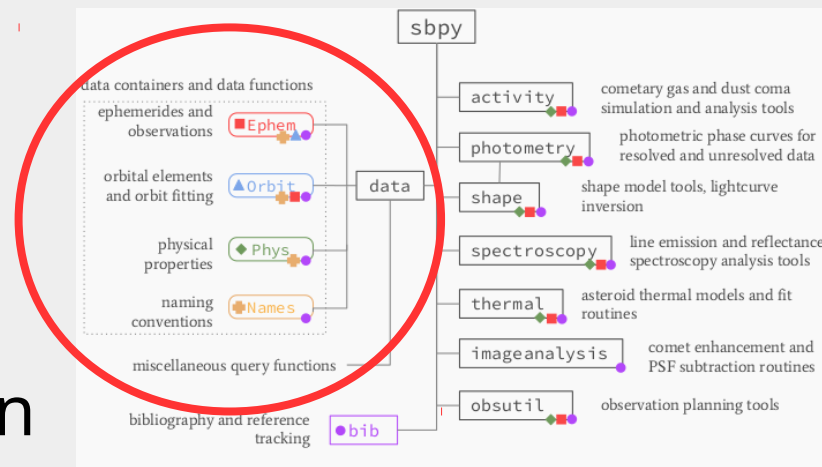 sbpy
data containers and data functions
ephemerides and
observations
Ephem
orbital elements
and orbit fitting
Orbit
physical
properties
Phys
naming
conventions
Names
data
miscellaneous query functions
bibliography and reference
tracking
bib
activity
cometary gas and dust coma
simulation and analysis tools
photometry
photometric phase curves for
resolved and unresolved data
shape
shape model tools, lightcurve
inversion
spectroscopy
line emission and reflectance
spectroscopy analysis tools
thermal
asteroid thermal models and fit
routines
imageanalysis
comet enhancement and
PSF subtraction routines
obsutil
observation planning tools
n